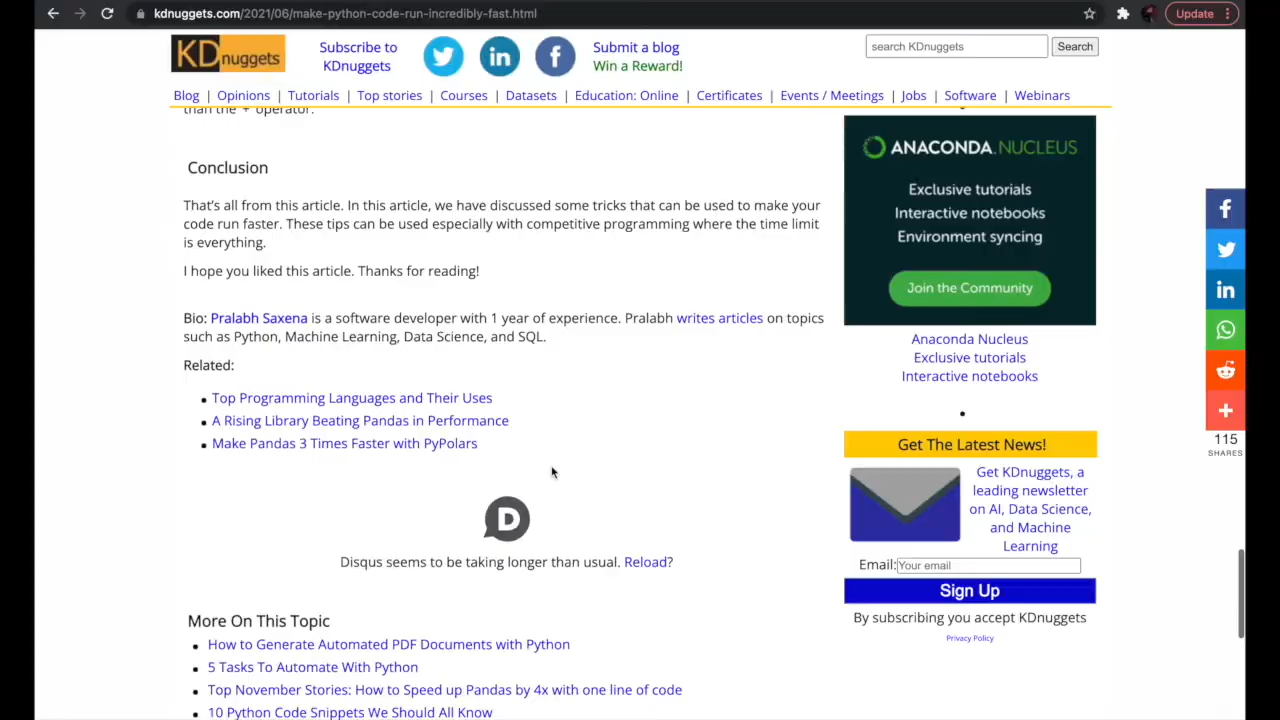 kdnuggets.com/2021/06/make-python-code-run-incredibly-fast.html
Update
KD nuggets
Subscribe to
KDnuggets
Submit a blog
Win a Reward!
search KDnuggets
Search
Blog | Opinions | Tutorials | Top stories | Courses | Datasets | Education: Online | Certificates | Events / Meetings | Jobs | Software | Webinars
than the '+' operator.
Conclusion
That's all from this article. In this article, we have discussed some tricks that can be used to make your
code run faster. These tips can be used especially with competitive programming where the time limit
is everything.
I hope you liked this article. Thanks for reading!
Bio: Pralabh Saxena is a software developer with 1 year of experience. Pralabh writes articles on topics
such as Python, Machine Learning, Data Science, and SQL.
Related:
Top Programming Languages and Their Uses
A Rising Library Beating Pandas in Performance
Make Pandas 3 Times Faster with PyPolars
D
Disqus seems to be taking longer than usual. Reload?
More On This Topic
How to Generate Automated PDF Documents with Python
5 Tasks To Automate With Python
Top November Stories: How to Speed up Pandas by 4x with one line of code
10 Python Code Snippets We Should All Know
ANACONDA.NUCLEUS
Exclusive tutorials
Interactive notebooks
Environment syncing
Join the Community
Anaconda Nucleus
Exclusive tutorials
Interactive notebooks
Get The Latest News!
Get KDnuggets, a
leading newsletter
on AI, Data Science,
and Machine
Learning
Email: Your email
Sign Up
By subscribing you accept KDnuggets
Privacy Policy
115
SHARES